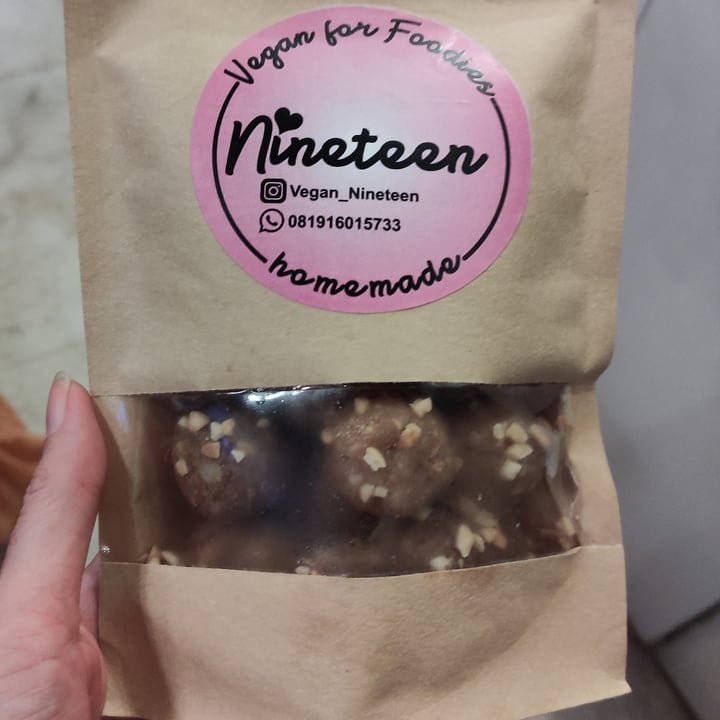 Vegan for Foodies
Nineteen
Vegan_Nineteen
081916015733
homemade